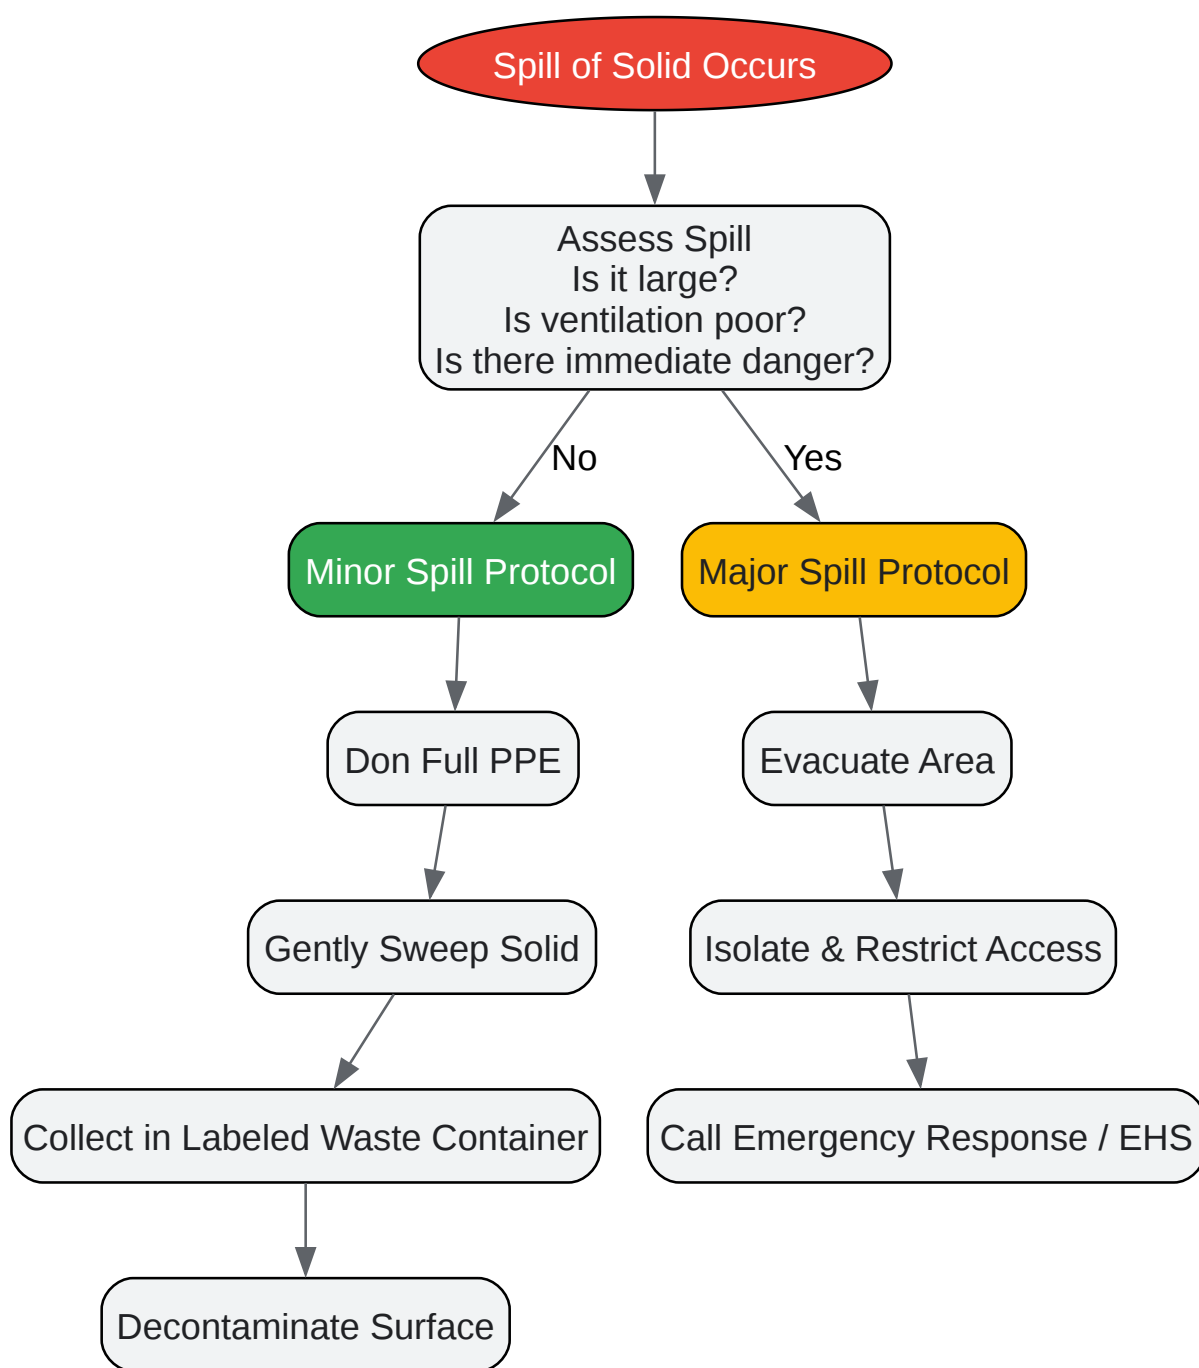 Spill of Solid Occurs
Assess Spill
Is it large?
Is ventilation poor?
Is there immediate danger?
No
Yes
Minor Spill Protocol
Major Spill Protocol
Don Full PPE
Evacuate Area
Gently Sweep Solid
Isolate & Restrict Access
Collect in Labeled Waste Container
Call Emergency Response / EHS
Decontaminate Surface